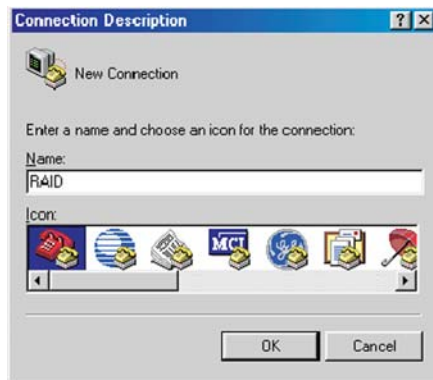 Connection Description
New Connection
Enter a name and choose an icon for the connection:
Name:
RAID
Icon:
MCI
OK
Cancel